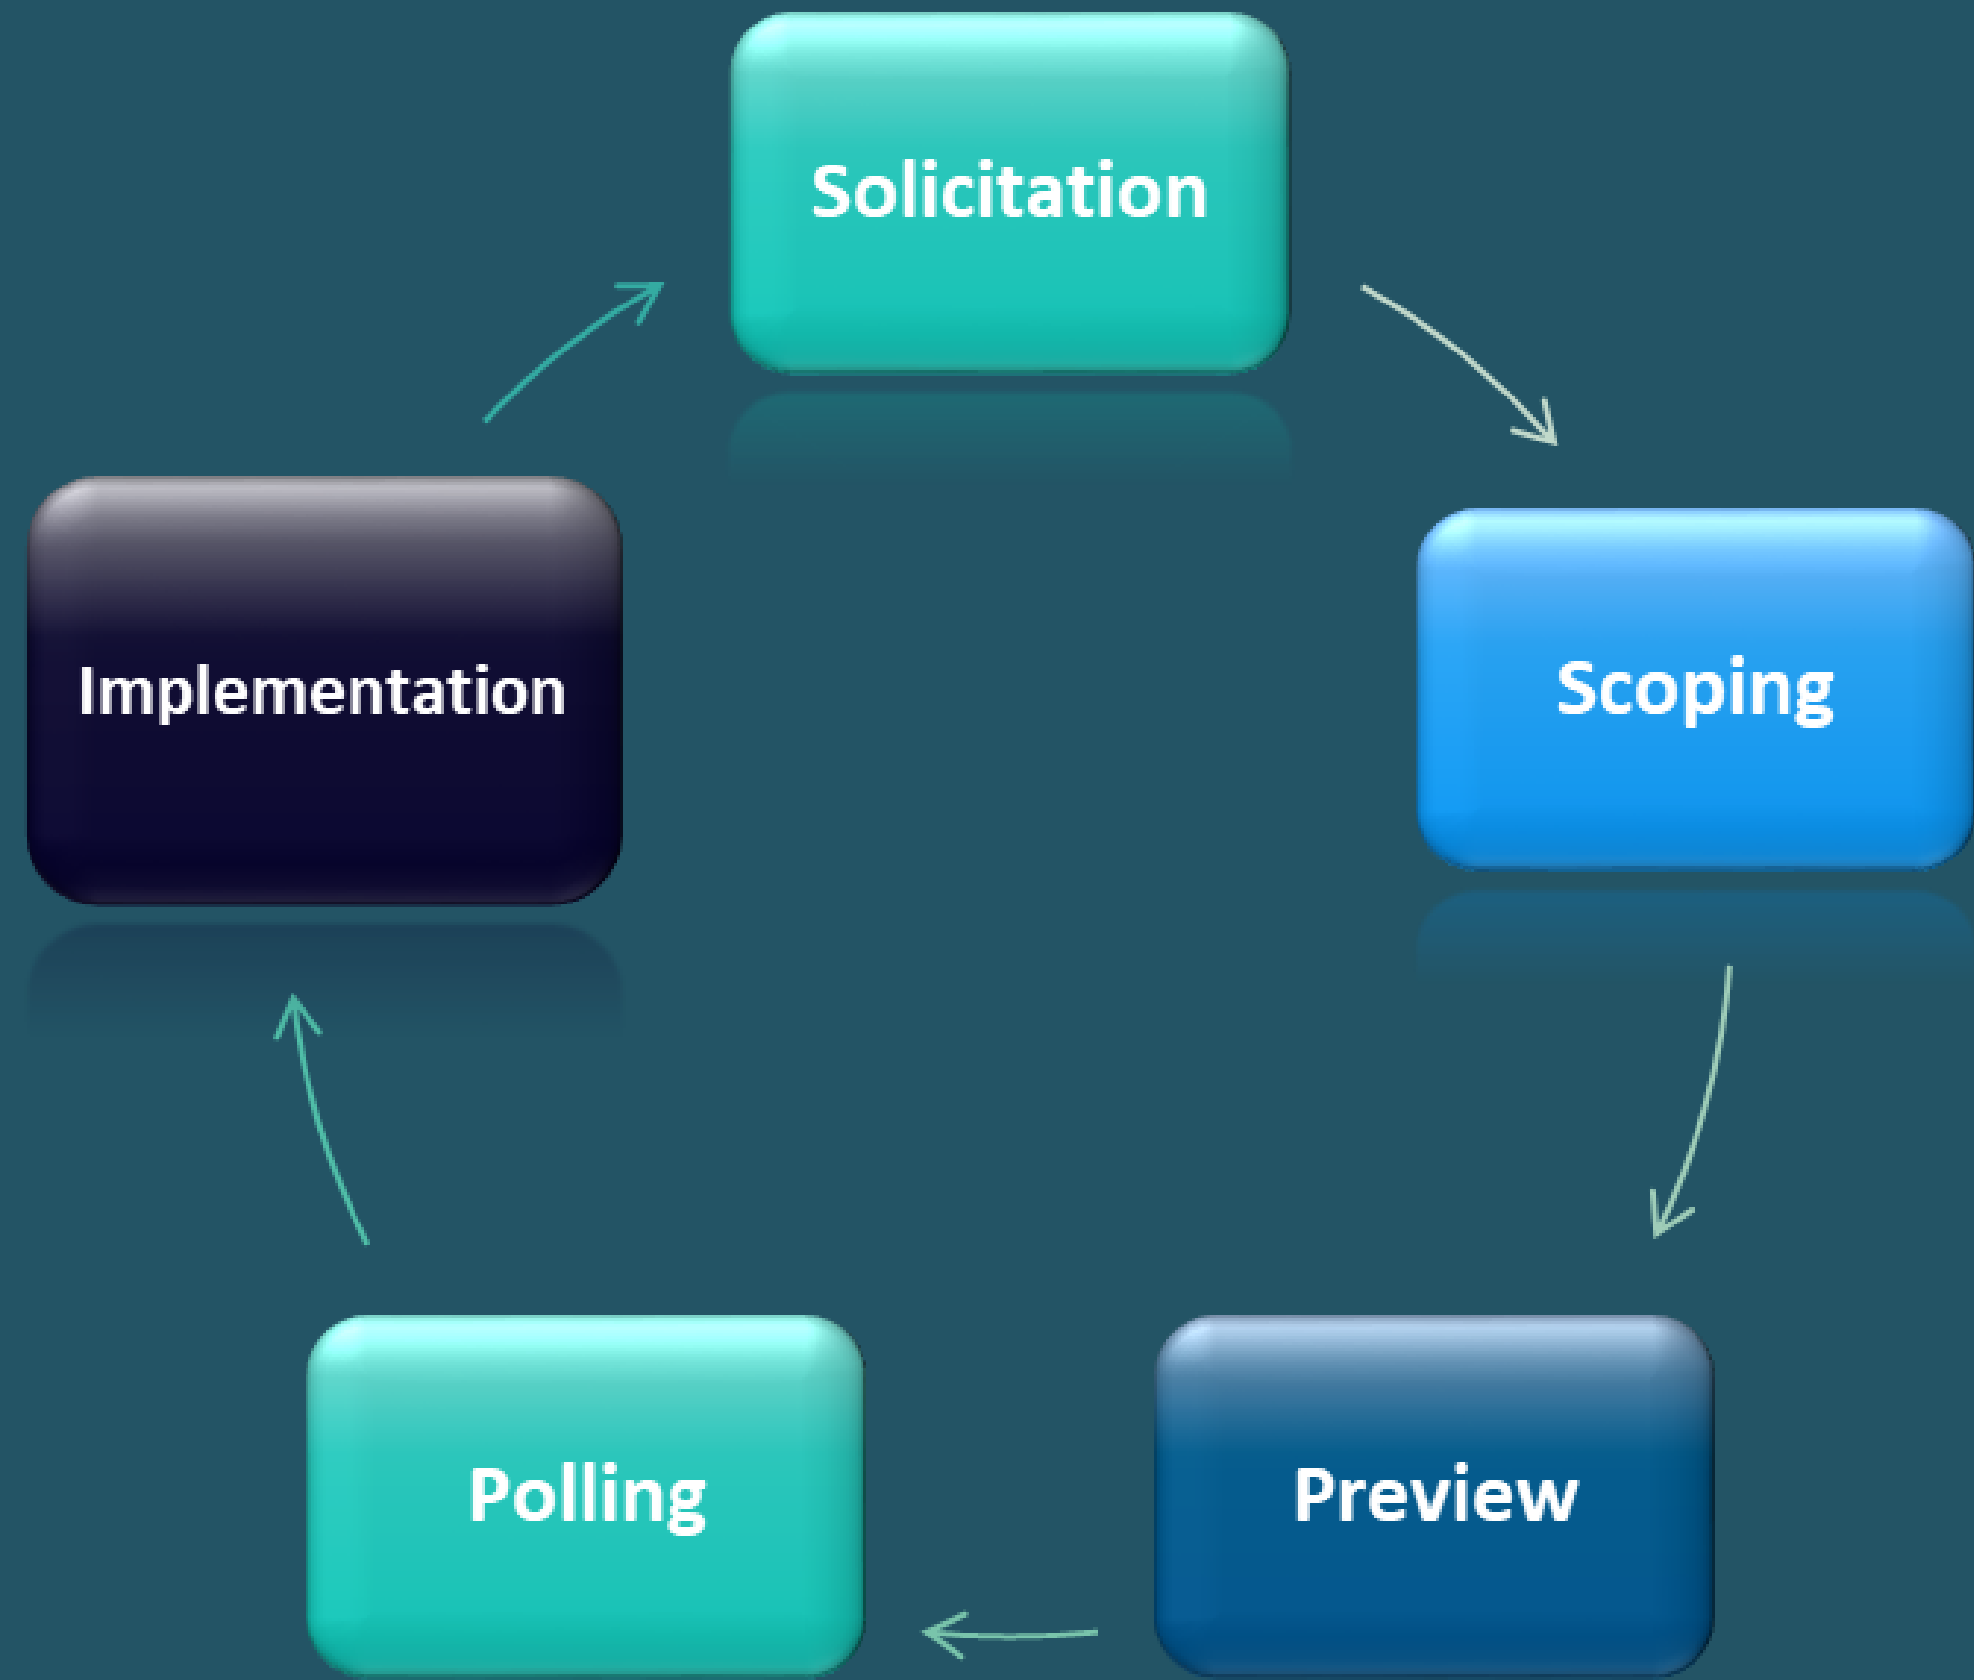 Solicitation
Scoping
Preview
Polling
Implementation